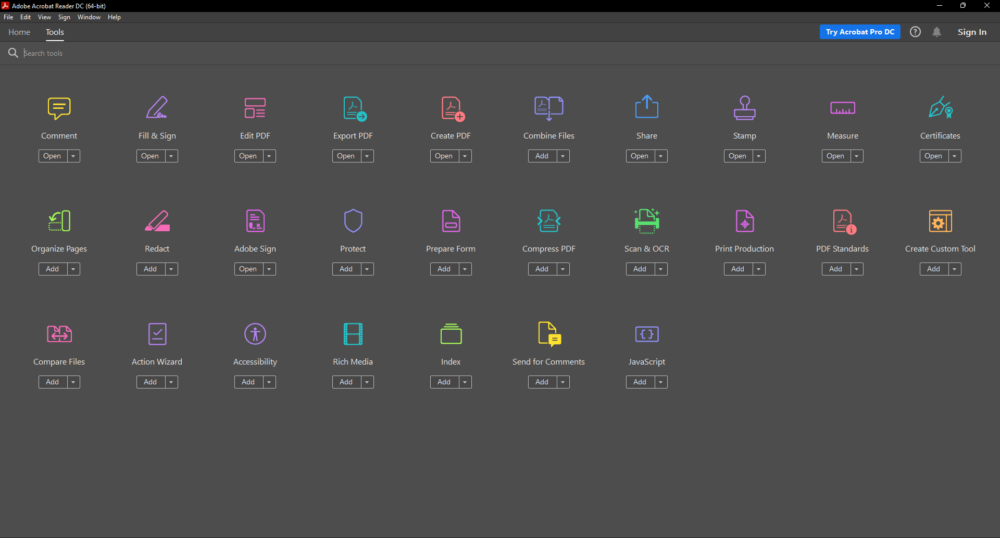 Adobe Acrobat Reader DC (64-bit)
File Edit View Sign Window Help
Home Tools Try Acrobat Pro DC ? Sign In
Search tools
Comment Fill & Sign Edit PDF Export PDF Create PDF Combine Files Share Stamp Measure Certificates
Open Open Open Open Open Add Open Open Open Open
Organize Pages Redact Adobe Sign Protect Prepare Form Compress PDF Scan & OCR Print Production PDF Standards Create Custom Tool
Add Add Open Add Add Add Add Add Add Add
Compare Files Action Wizard Accessibility Rich Media Index Send for Comments JavaScript
Add Add Add Add Add Add Add